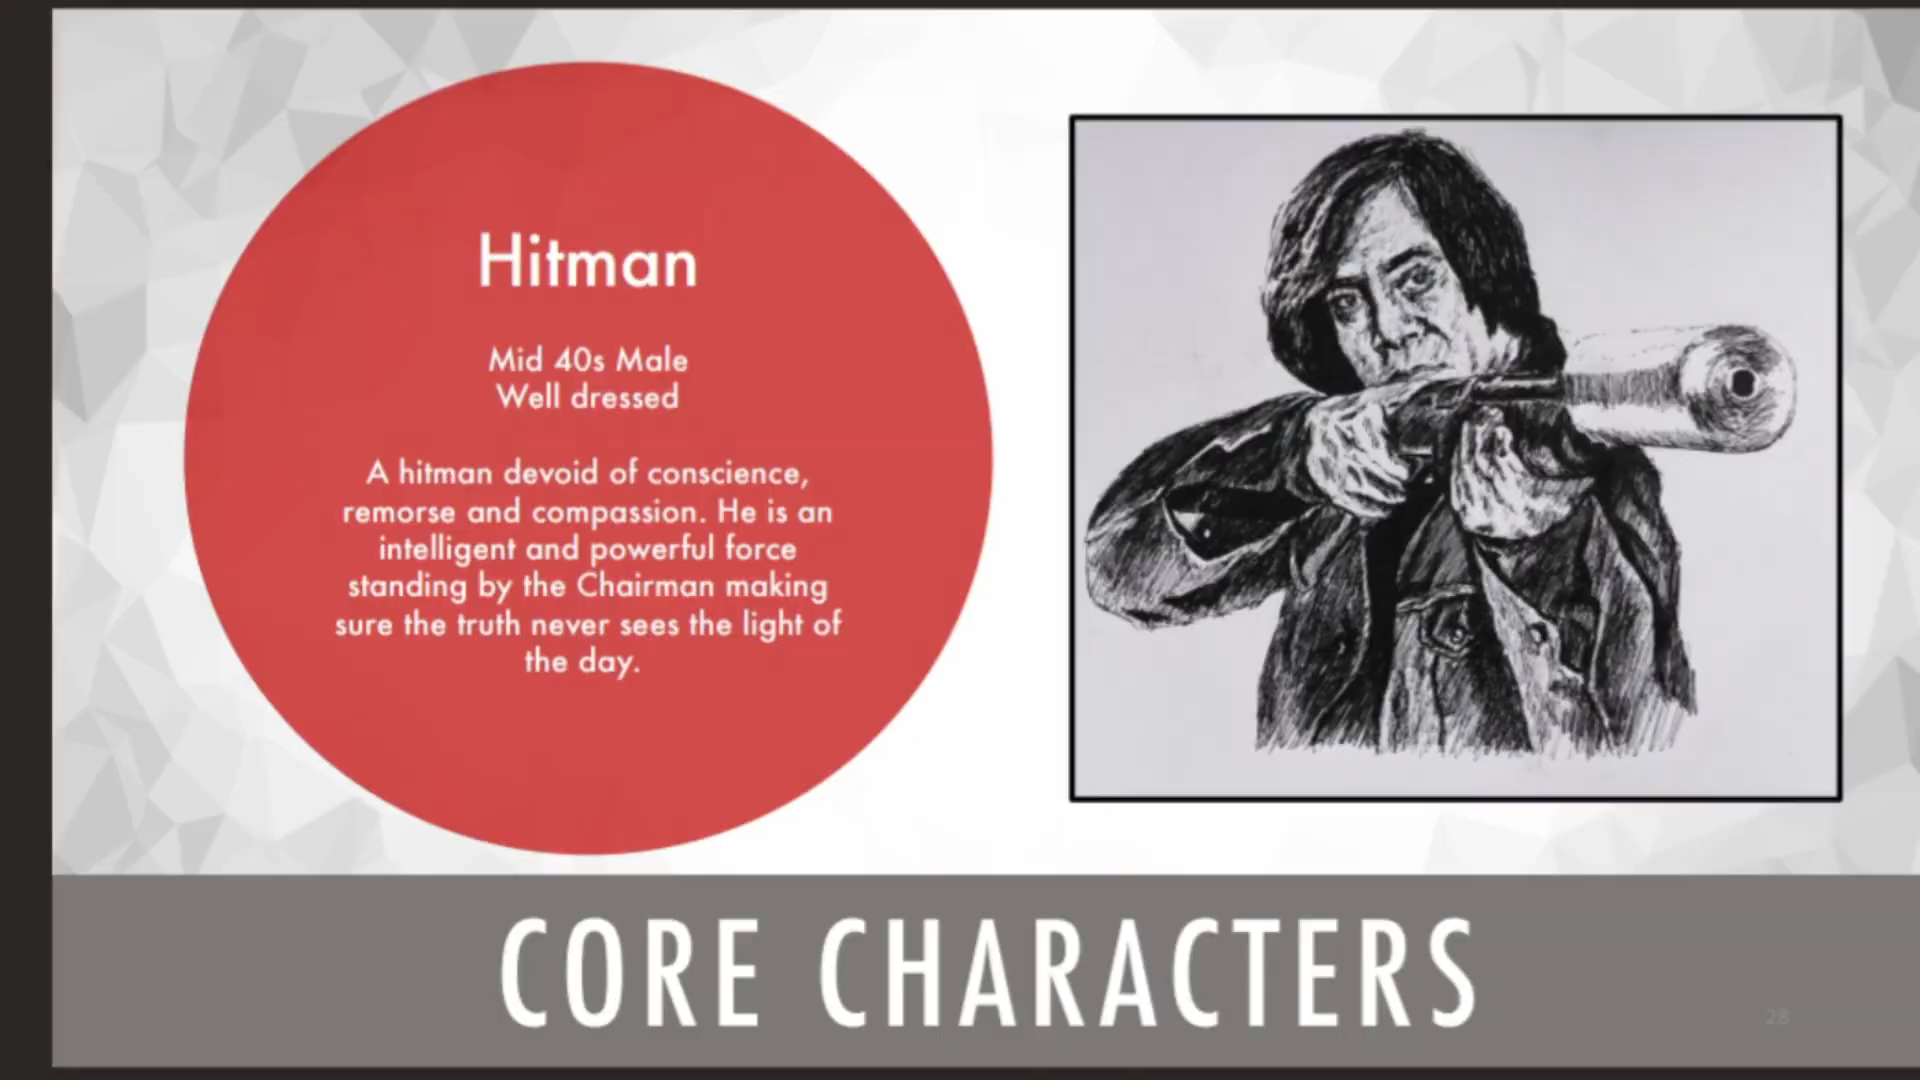 Hitman
Mid 40s Male
Well dressed
A hitman devoid of conscience,
remorse and compassion. He is an
intelligent and powerful force
standing by the Chairman making
sure the truth never sees the light of
the day.
CORE CHARACTERS
28